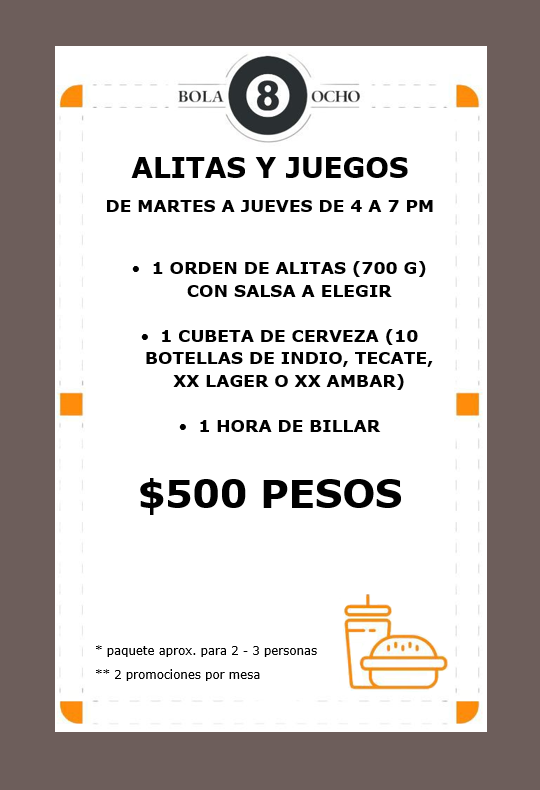 BOLA 8 OCHO
ALITAS Y JUEGOS
DE MARTES A JUEVES DE 4 A 7 PM
• 1 ORDEN DE ALITAS (700 G)
CON SALSA A ELEGIR
• 1 CUBETA DE CERVEZA (10
BOTELLAS DE INDIO, TECATE,
XX LAGER O XX AMBAR)
• 1 HORA DE BILLAR
$500 PESOS
* paquete aprox. para 2 - 3 personas
** 2 promociones por mesa